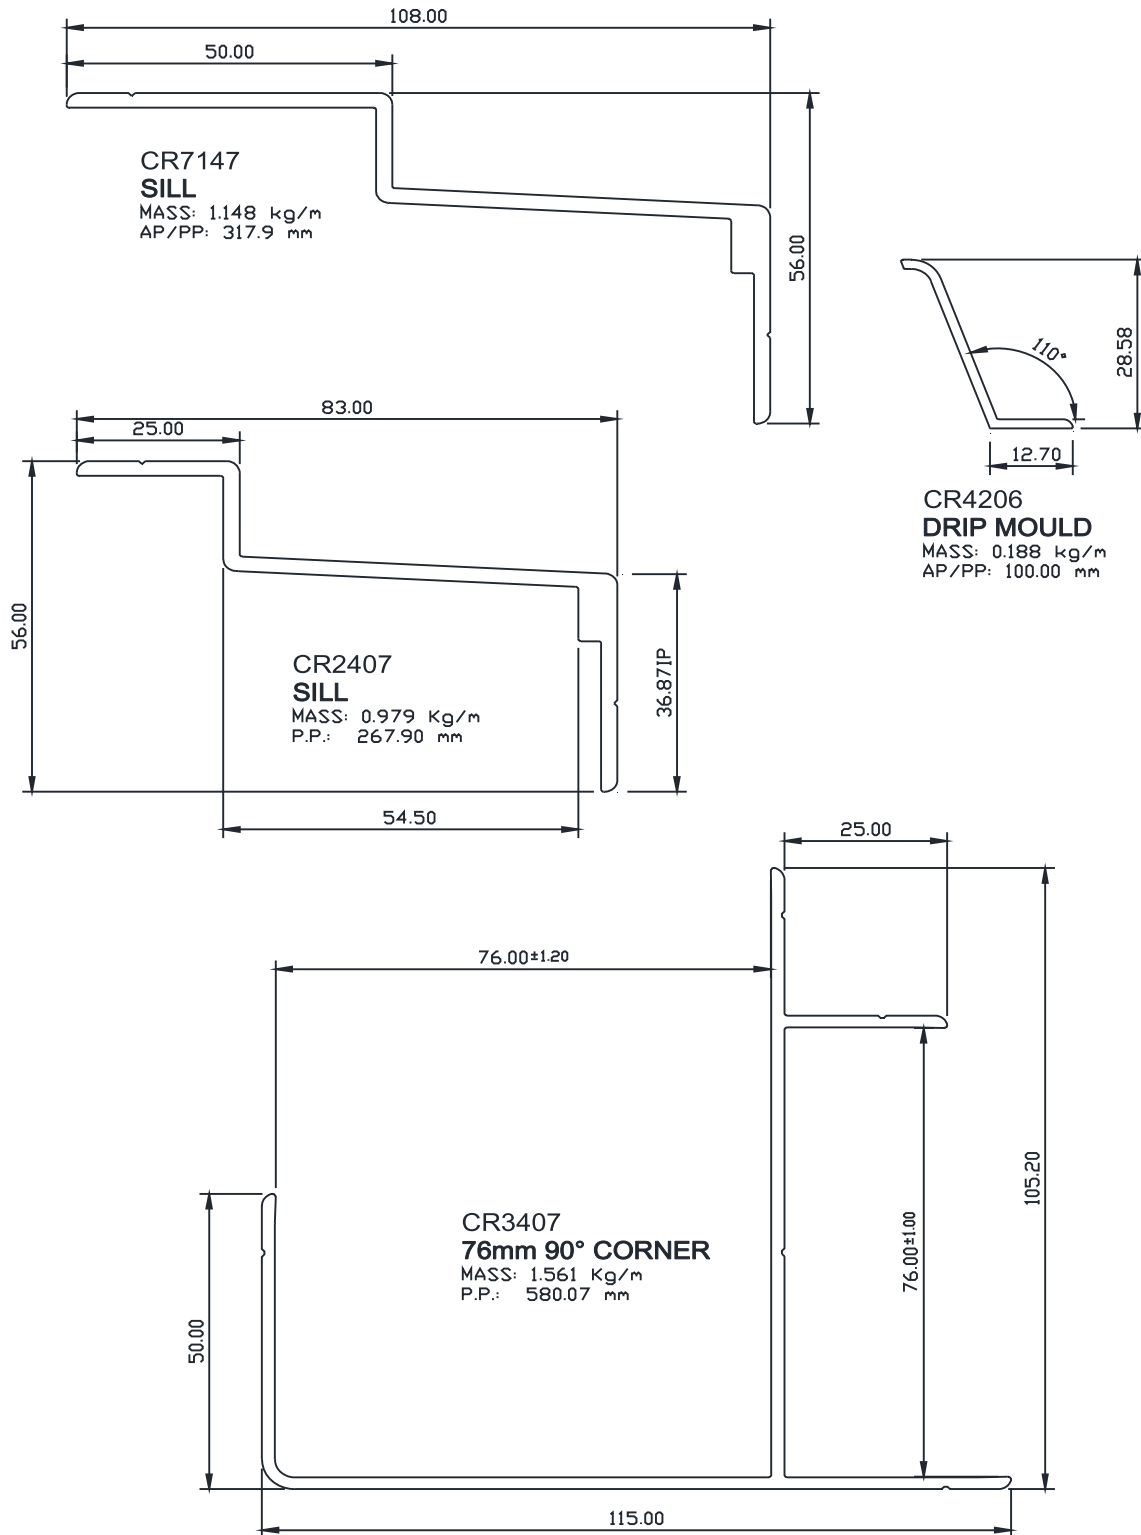 108.00
50.00
CR7147
SILL
MASS: 1.148 kg/m
AP/PP: 317.9 mm
56.00
110°
28.58
12.70
CR4206
DRIP MOULD
MASS: 0.188 kg/m
AP/PP: 100.00 mm
83.00
25.00
56.00
CR2407
SILL
MASS: 0.979 Kg/m
P.P.: 267.90 mm
36.87IP
54.50
25.00
76.00±1.20
105.20
76.00±1.00
CR3407
76mm 90° CORNER
MASS: 1.561 Kg/m
P.P.: 580.07 mm
50.00
115.00